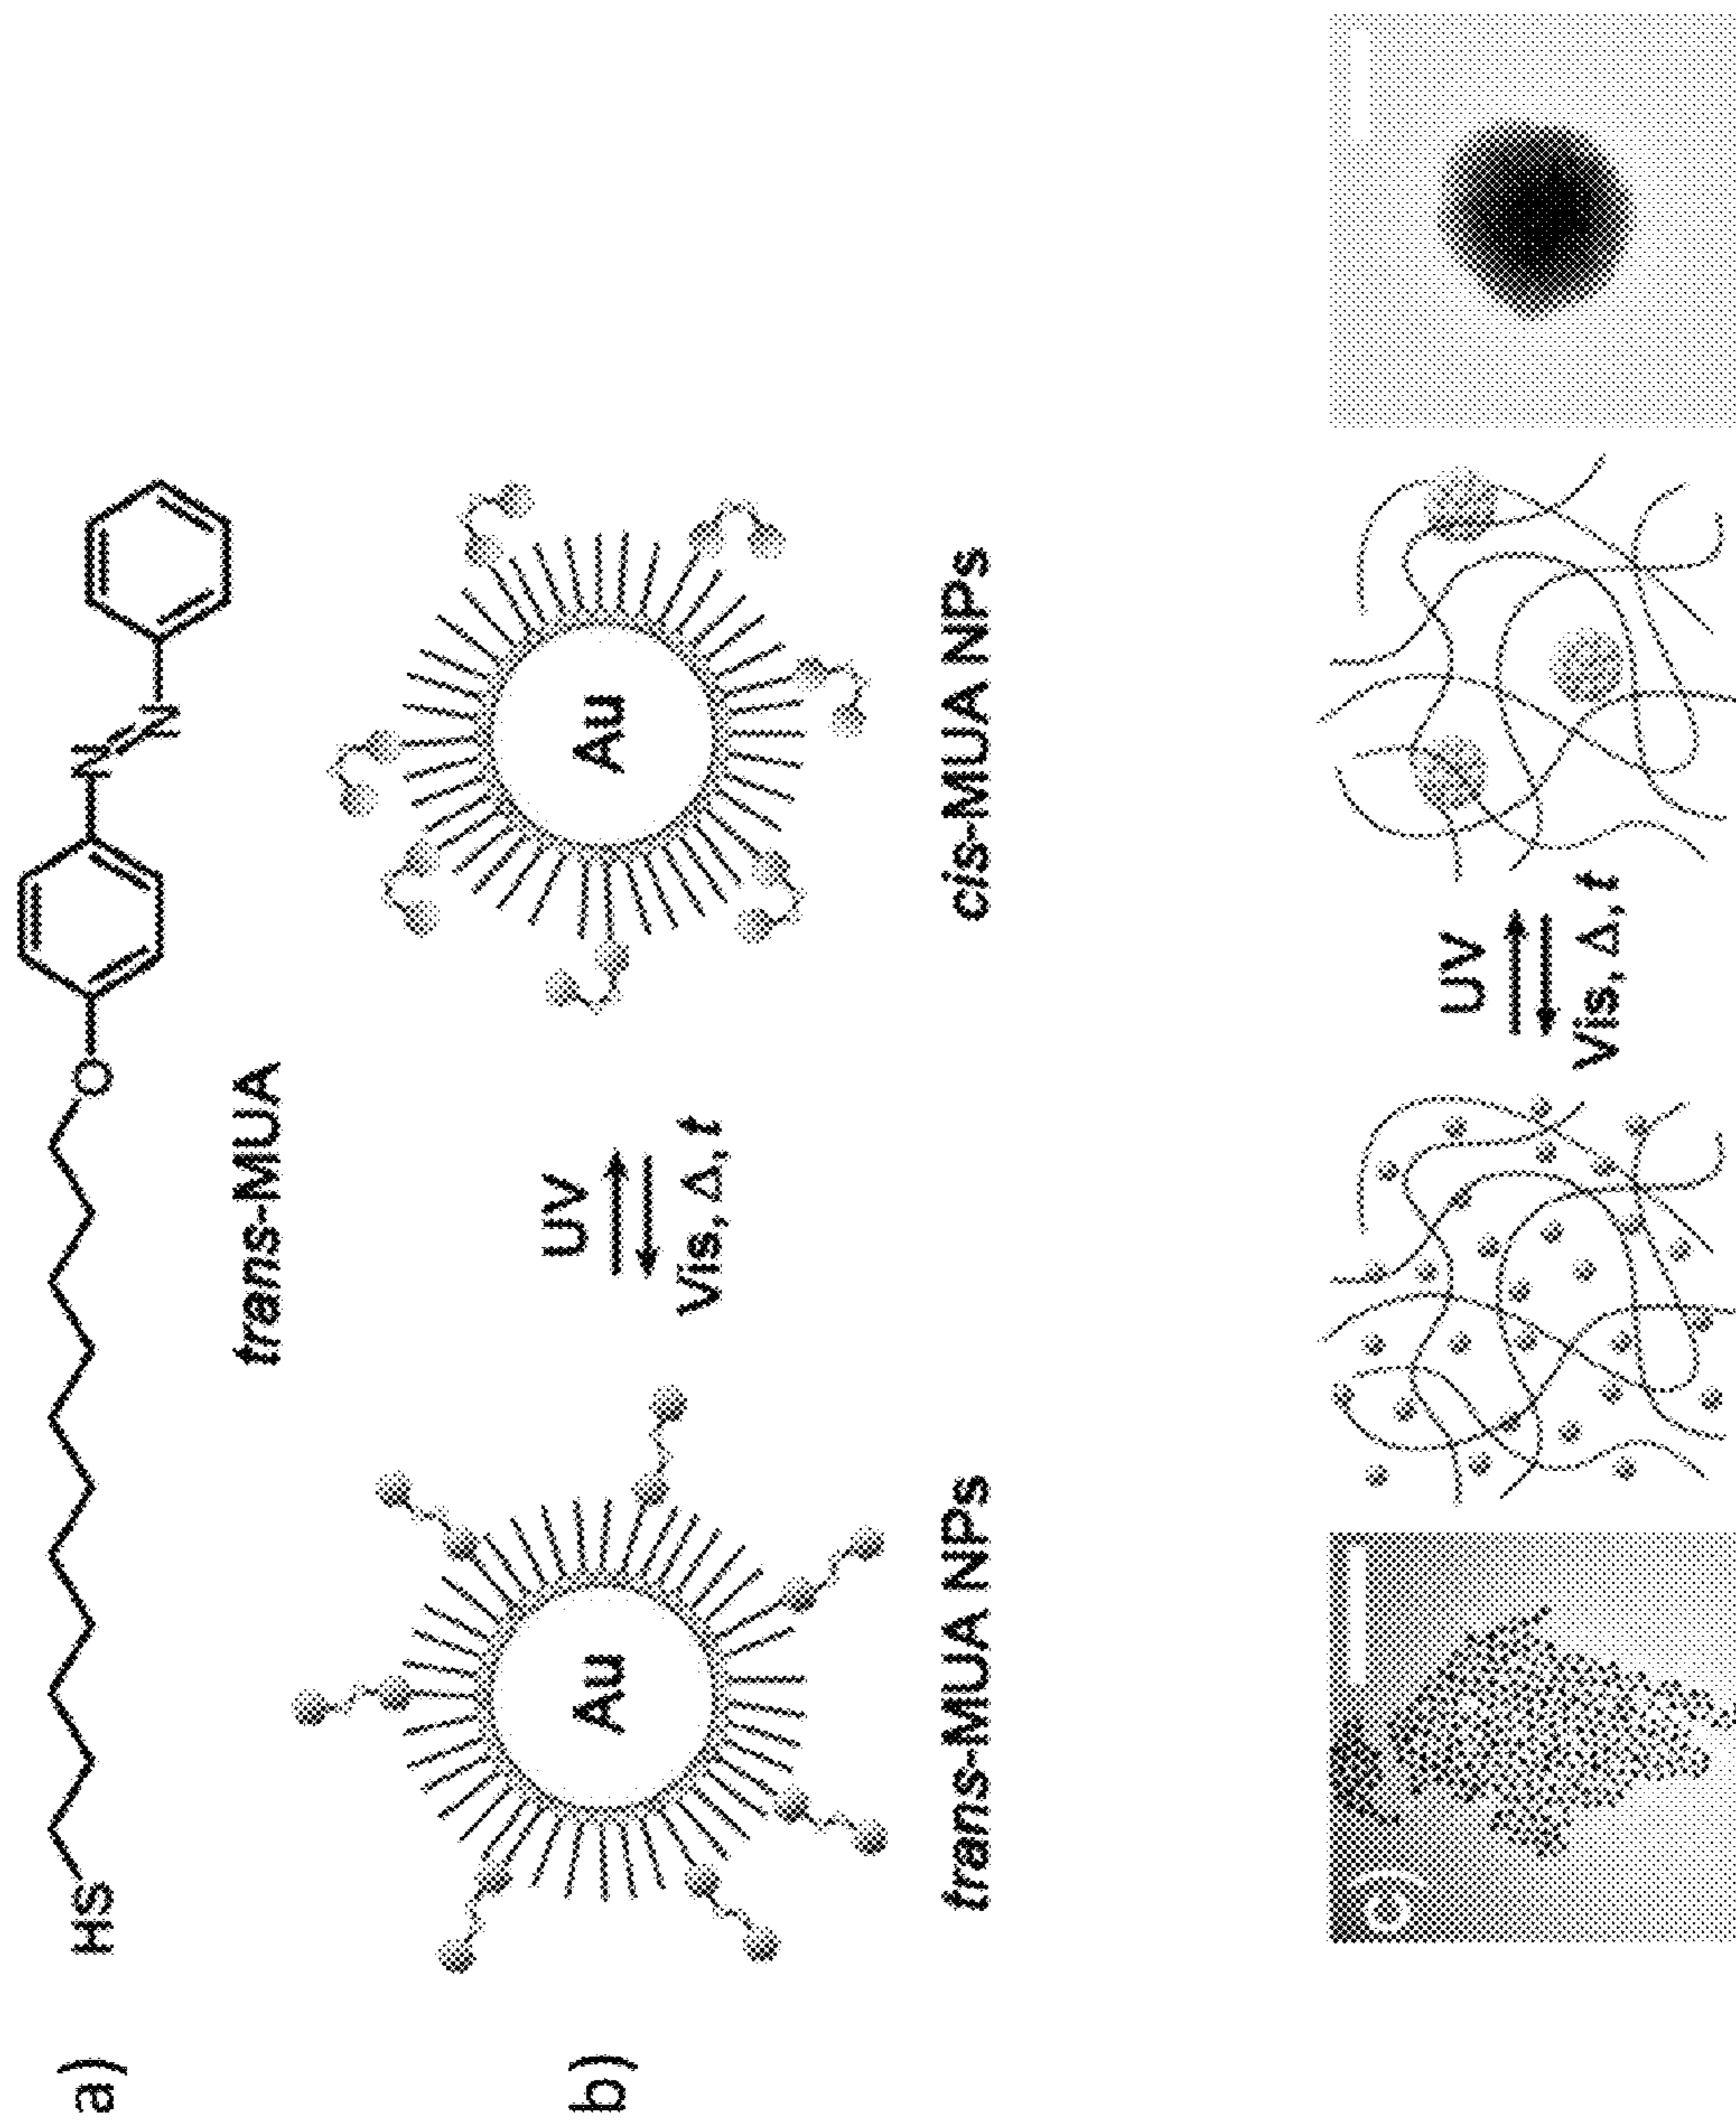 a)
HS
O
N
N
trans-MUA
b)
Au
UV
Vis, Δ, t
Au
trans-MUA NPs
cis-MUA NPs
c)
UV
Vis, Δ, t